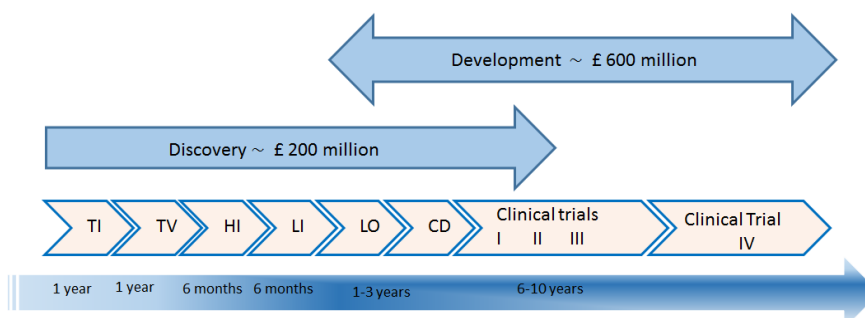 Development ~ £ 600 million
Discovery ~ £ 200 million
TI
TV
HI
LI
LO
CD
Clinical trials
I II III
Clinical Trial
IV
1 year
1 year
6 months
6 months
1-3 years
6-10 years